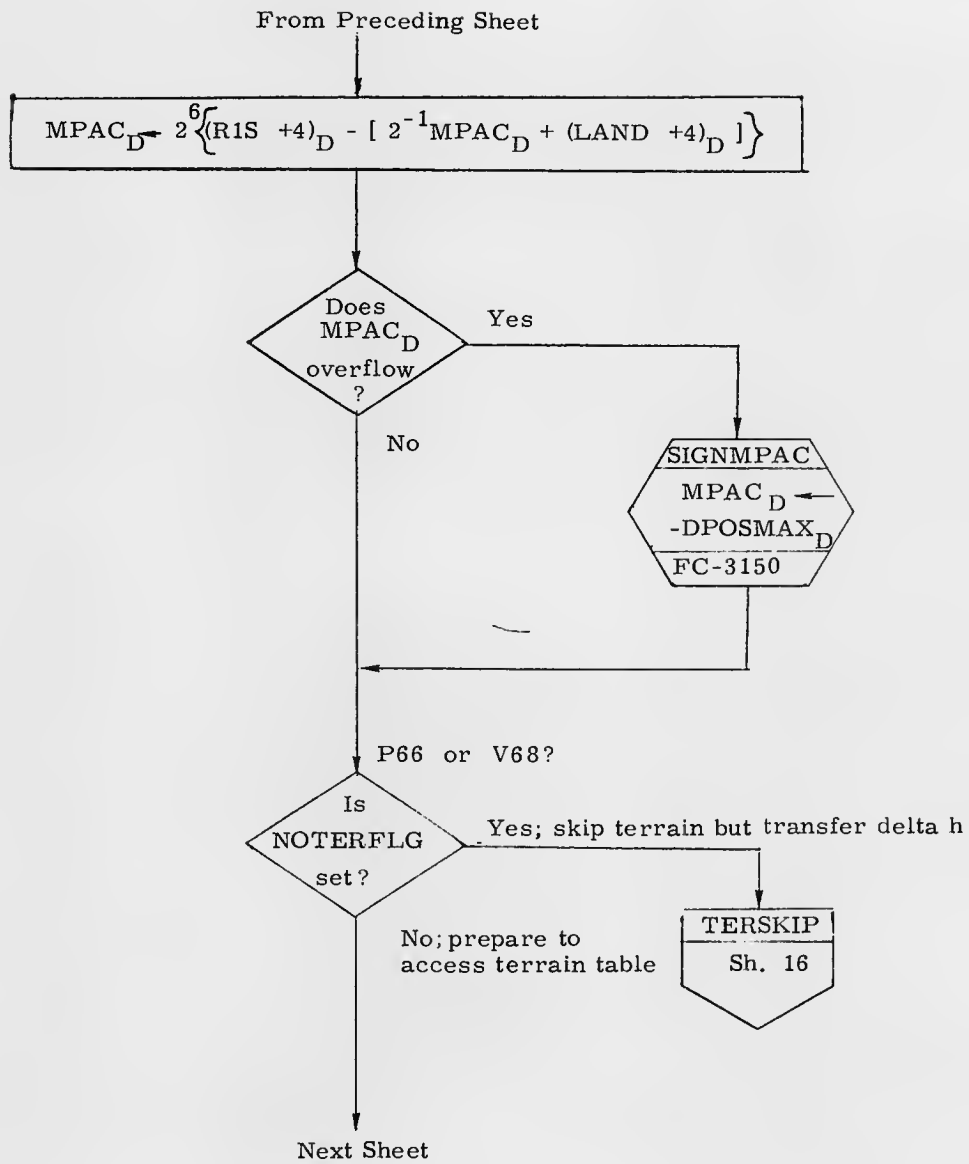 From Preceding Sheet
MPAC_D ← 2^6{(R1S +4)_D - [ 2^-1 MPAC_D + (LAND +4)_D ]}
Does
MPAC_D
overflow
?
Yes
No
SIGNMPAC
MPAC_D ←
-DPOSMAX_D
FC-3150
P66 or V68?
Is
NOTERFLG
set?
Yes; skip terrain but transfer delta h
No; prepare to
access terrain table
TERSKIP
Sh. 16
Next Sheet